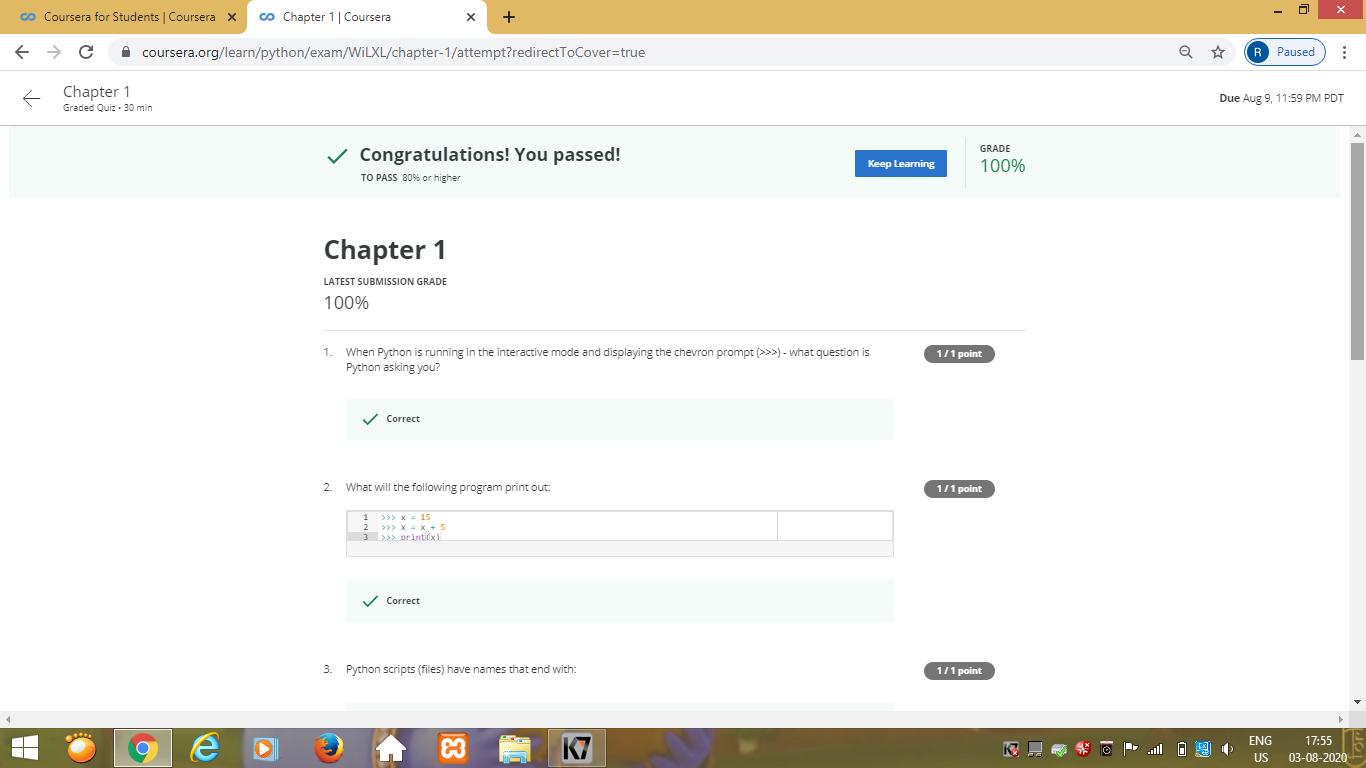 Coursera for Students | Coursera
Chapter 1 | Coursera
coursera.org/learn/python/exam/WiLXL/chapter-1/attempt?redirectToCover=true
R Paused
Chapter 1
Graded Quiz • 30 min
Due Aug 9, 11:59 PM PDT
Congratulations! You passed!
TO PASS 80% or higher
Keep Learning
GRADE
100%
Chapter 1
LATEST SUBMISSION GRADE
100%
1. When Python is running in the interactive mode and displaying the chevron prompt (>>>) - what question is
Python asking you?
1 / 1 point
Correct
2. What will the following program print out:
1 / 1 point
1 >>> x = 15
2 >>> x = x + 5
3 >>> print(x)
Correct
3. Python scripts (files) have names that end with:
1 / 1 point
K7
ENG
US
17:55
03-08-2020